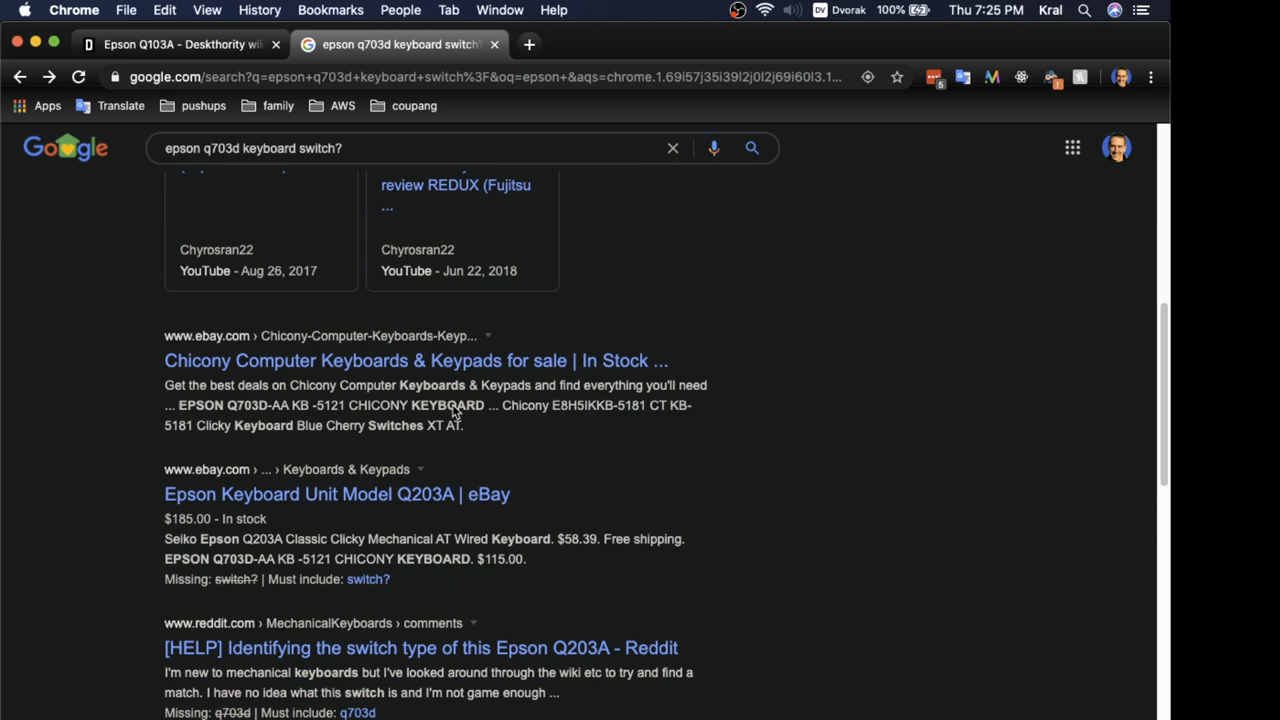 Chrome File Edit View History Bookmarks People Tab Window Help DV Dvorak 100% Thu 7:25 PM Kral
Epson Q103A - Deskthority wiki epson q703d keyboard switch?
google.com/search?q=epson+q703d+keyboard+switch%3F&oq=epson+&aqs=chrome.1.69i57j35i39l2j0l2j69i60l3.1... 5 1
Apps Translate pushups family AWS coupang
Google epson q703d keyboard switch?
review REDUX (Fujitsu
...
Chyrosran22 Chyrosran22
YouTube - Aug 26, 2017 YouTube - Jun 22, 2018
www.ebay.com › Chicony-Computer-Keyboards-Keyp...
Chicony Computer Keyboards & Keypads for sale | In Stock ...
Get the best deals on Chicony Computer Keyboards & Keypads and find everything you'll need
... EPSON Q703D-AA KB -5121 CHICONY KEYBOARD ... Chicony E8H5IKKB-5181 CT KB-
5181 Clicky Keyboard Blue Cherry Switches XT AT.
www.ebay.com › ... › Keyboards & Keypads
Epson Keyboard Unit Model Q203A | eBay
$185.00 - In stock
Seiko Epson Q203A Classic Clicky Mechanical AT Wired Keyboard. $58.39. Free shipping.
EPSON Q703D-AA KB -5121 CHICONY KEYBOARD. $115.00.
Missing: switch? | Must include: switch?
www.reddit.com › MechanicalKeyboards › comments
[HELP] Identifying the switch type of this Epson Q203A - Reddit
I'm new to mechanical keyboards but I've looked around through the wiki etc to try and find a
match. I have no idea what this switch is and I'm not game enough ...
Missing: q703d | Must include: q703d